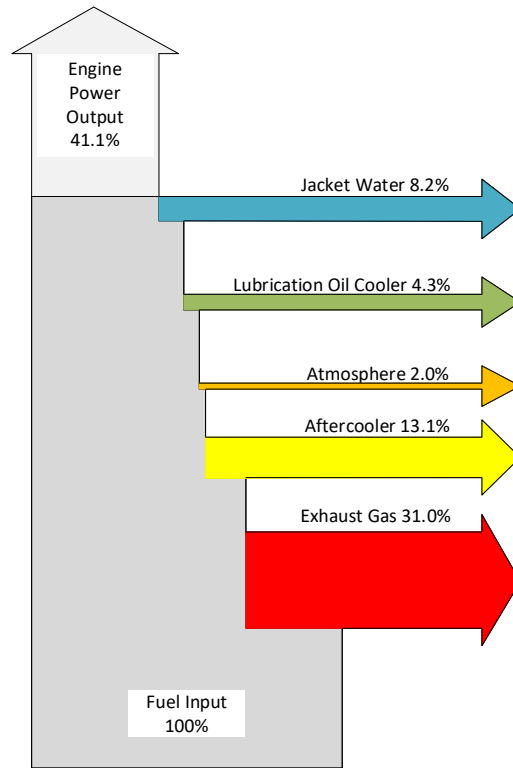 Engine
Power
Output
41.1%
Jacket Water 8.2%
Lubrication Oil Cooler 4.3%
Atmosphere 2.0%
Aftercooler 13.1%
Exhaust Gas 31.0%
Fuel Input
100%